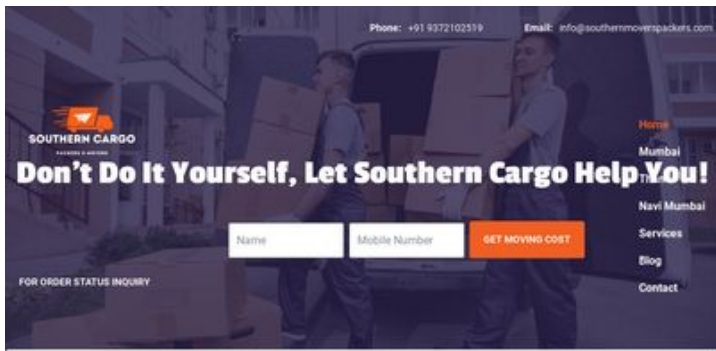 Phone: +91 9372102519 Email: info@southernmoverspackers.com
SOUTHERN CARGO
PACKERS & MOVERS
Home
Mumbai
Don't Do It Yourself, Let Southern Cargo Help You!
Navi Mumbai
Name Mobile Number GET MOVING COST
Services
Blog
FOR ORDER STATUS INQUIRY
Contact